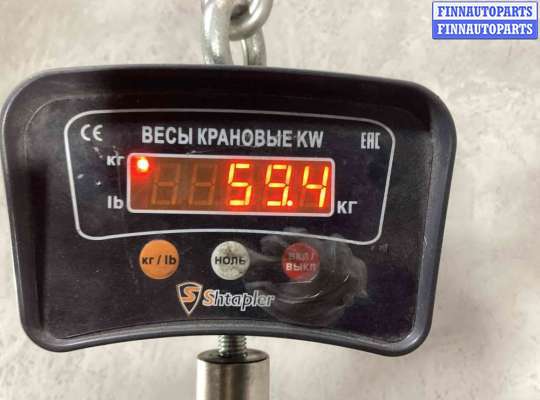 FINNAUTOPARTS
FINNAUTOPARTS
CE
ВЕСЫ КРАНОВЫЕ KW
EAC
кг
59.4
lb
КГ
кг / lb
НОЛЬ
ВКЛ /
ВЫКЛ
S Shtapler